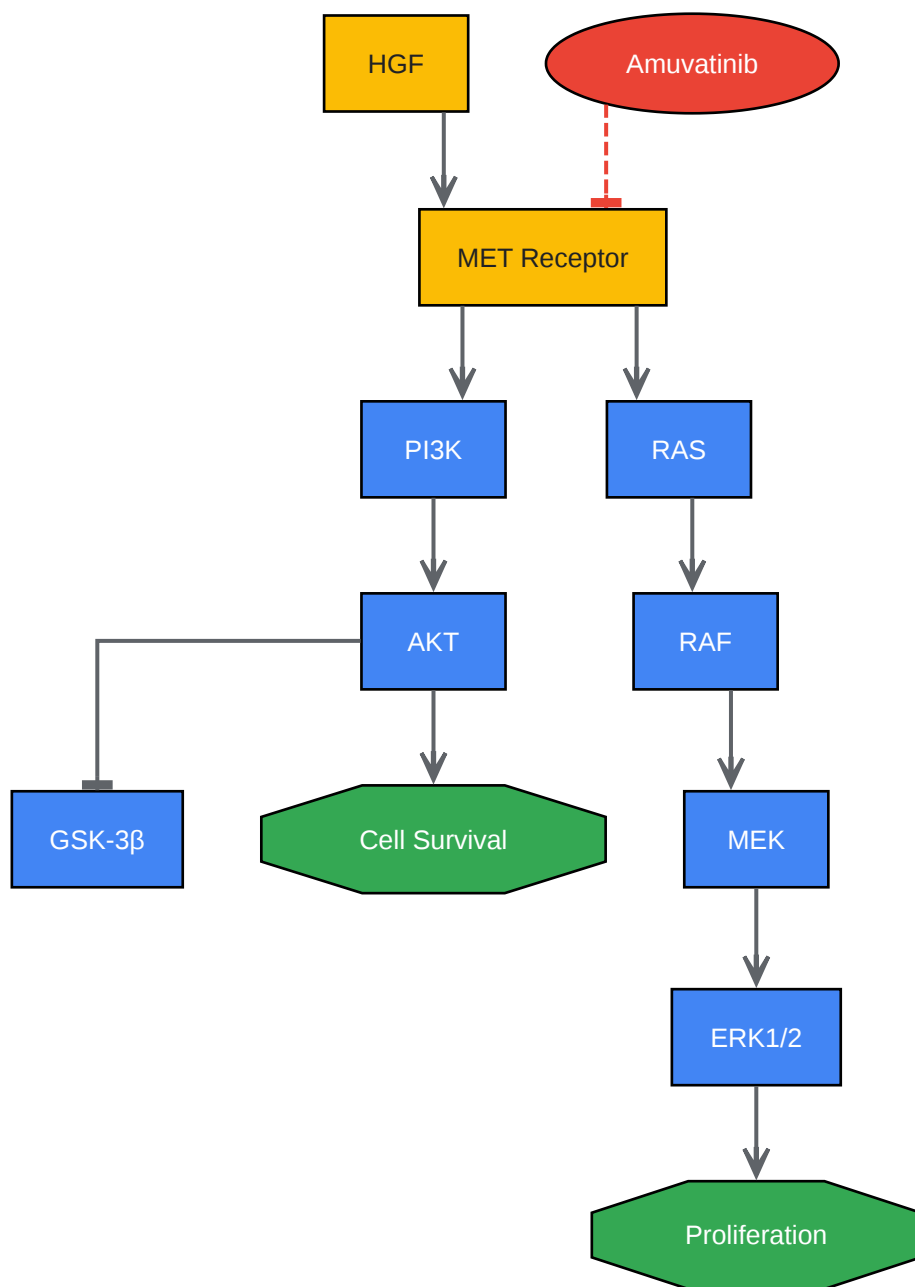 HGF
Amuvatinib
MET Receptor
PI3K
RAS
AKT
RAF
GSK-3β
Cell Survival
MEK
ERK1/2
Proliferation